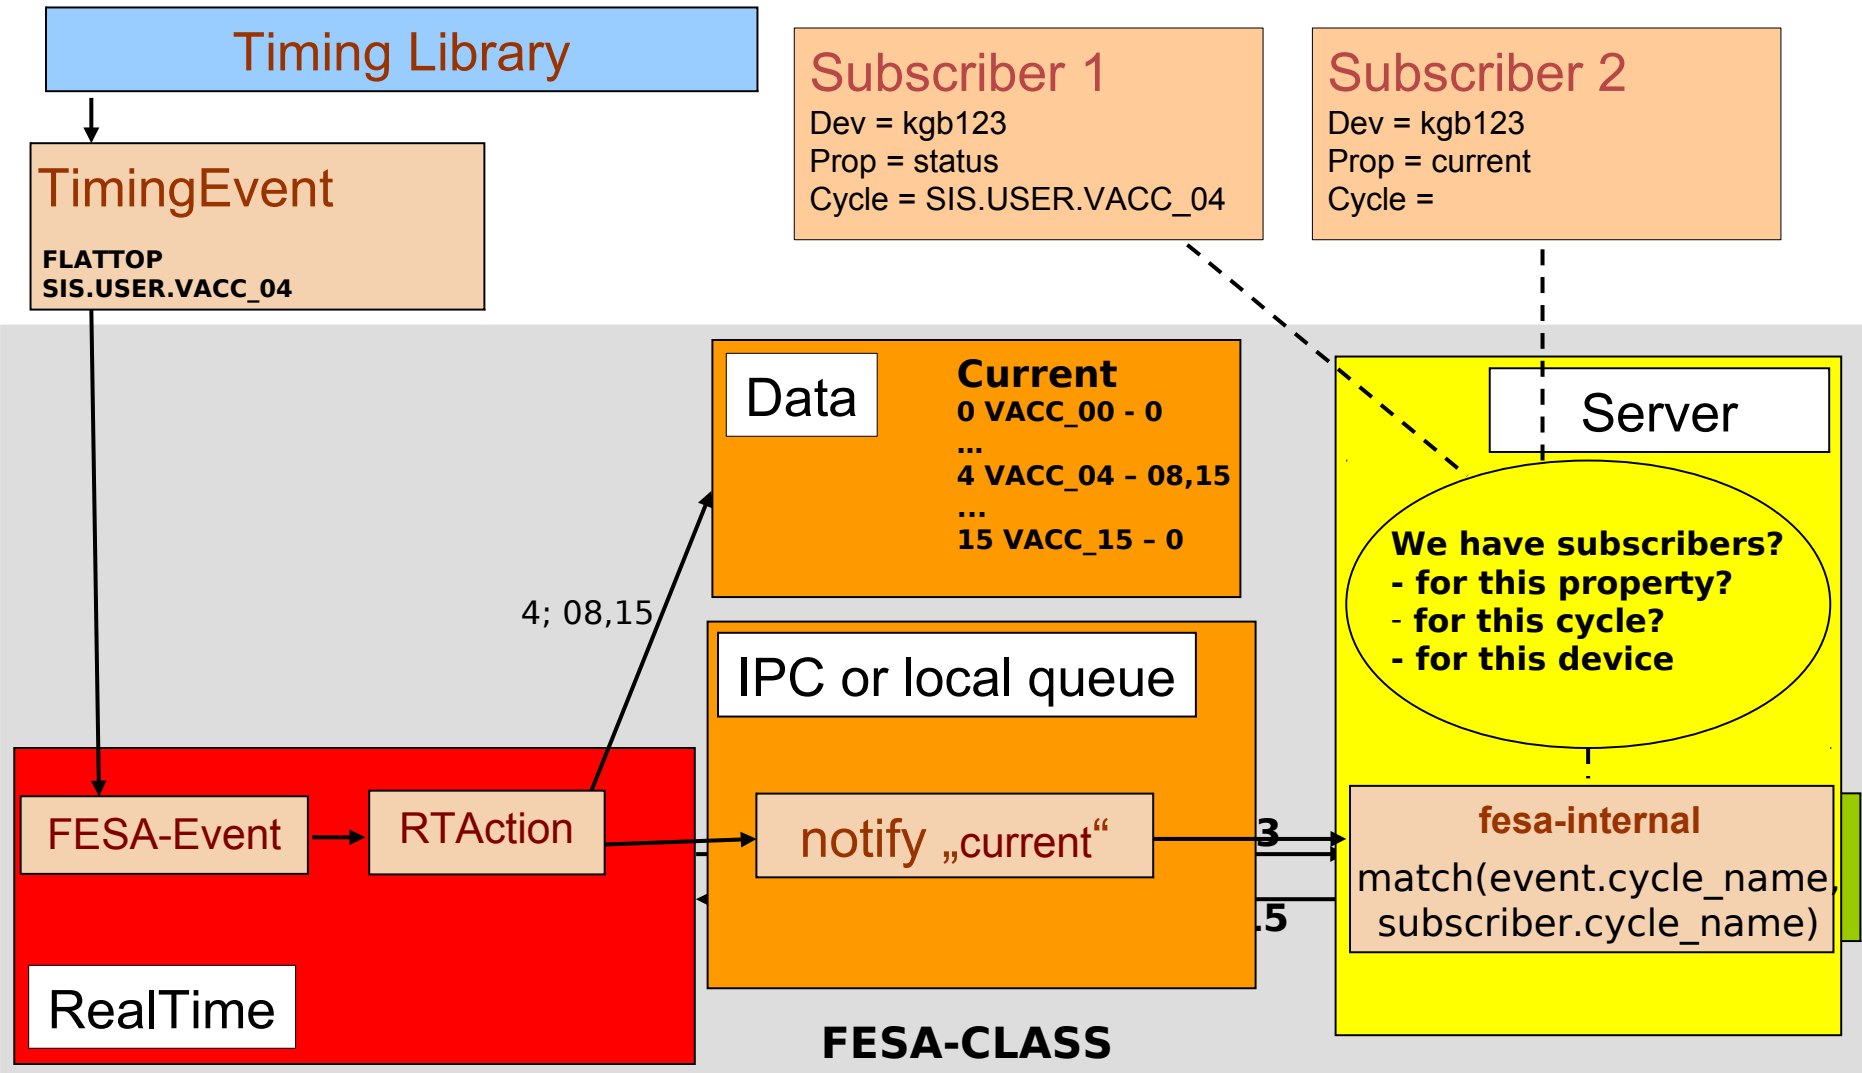 Timing Library
TimingEvent
FLATTOP
SIS.USER.VACC_04
Subscriber 1
Dev = kgb123
Prop = status
Cycle = SIS.USER.VACC_04
Subscriber 2
Dev = kgb123
Prop = current
Cycle =
Data
Current
0 VACC_00 - 0
...
4 VACC_04 – 08,15
...
15 VACC_15 – 0
Server
We have subscribers?
- for this property?
- for this cycle?
- for this device
4; 08,15
IPC or local queue
FESA-Event
RTAction
notify „current“
3
.5
fesa-internal
match(event.cycle_name,
subscriber.cycle_name)
RealTime
FESA-CLASS